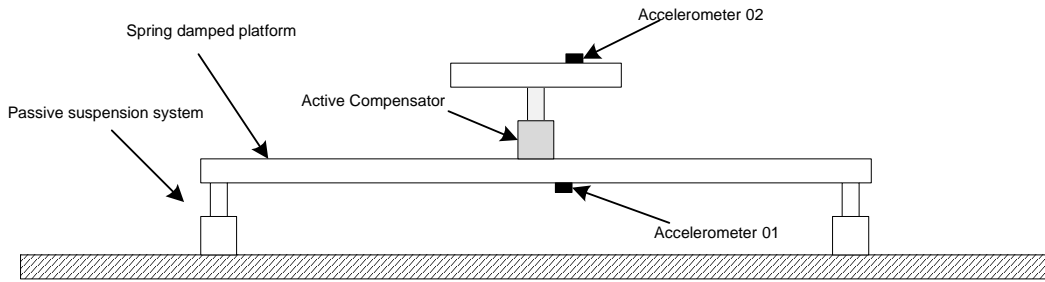 Accelerometer 02
Spring damped platform
Active Compensator
Passive suspension system
Accelerometer 01